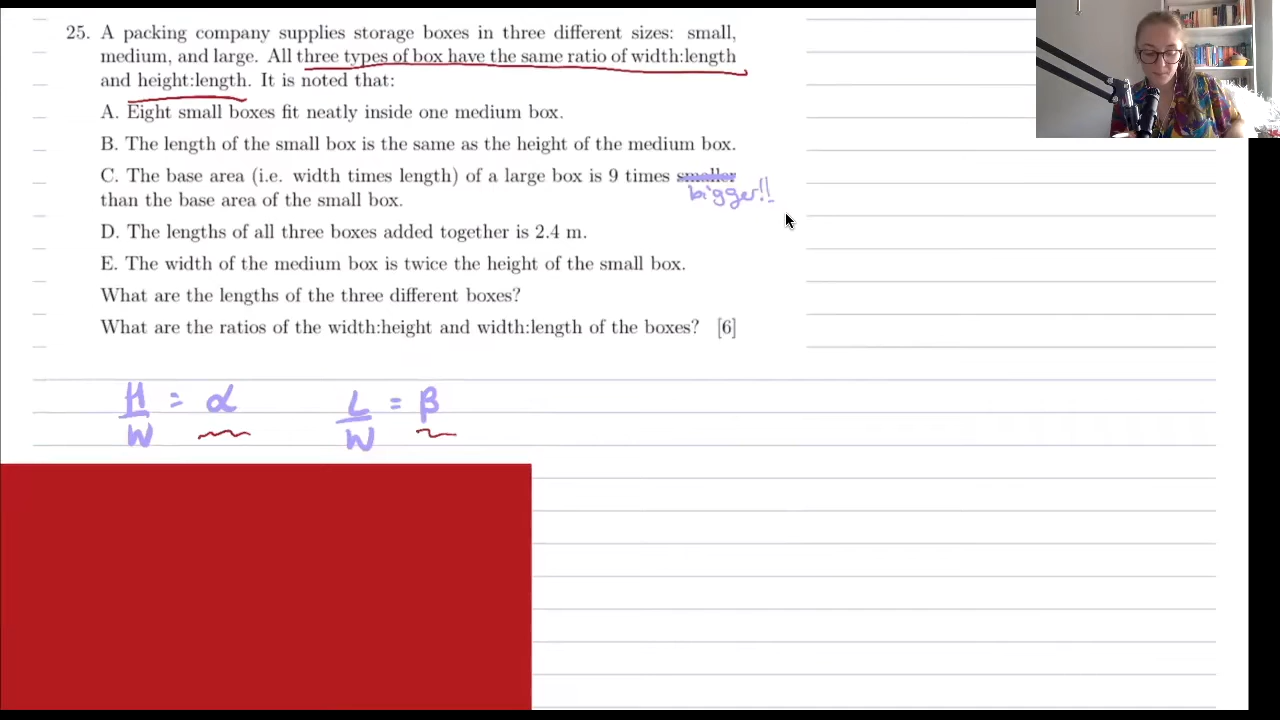 25. A packing company supplies storage boxes in three different sizes: small,
medium, and large. All three types of box have the same ratio of width:length
and height:length. It is noted that:
A. Eight small boxes fit neatly inside one medium box.
B. The length of the small box is the same as the height of the medium box.
C. The base area (i.e. width times length) of a large box is 9 times smaller
bigger!!
than the base area of the small box.
D. The lengths of all three boxes added together is 2.4 m.
E. The width of the medium box is twice the height of the small box.
What are the lengths of the three different boxes?
What are the ratios of the width:height and width:length of the boxes? [6]
H/W = α L/W = β